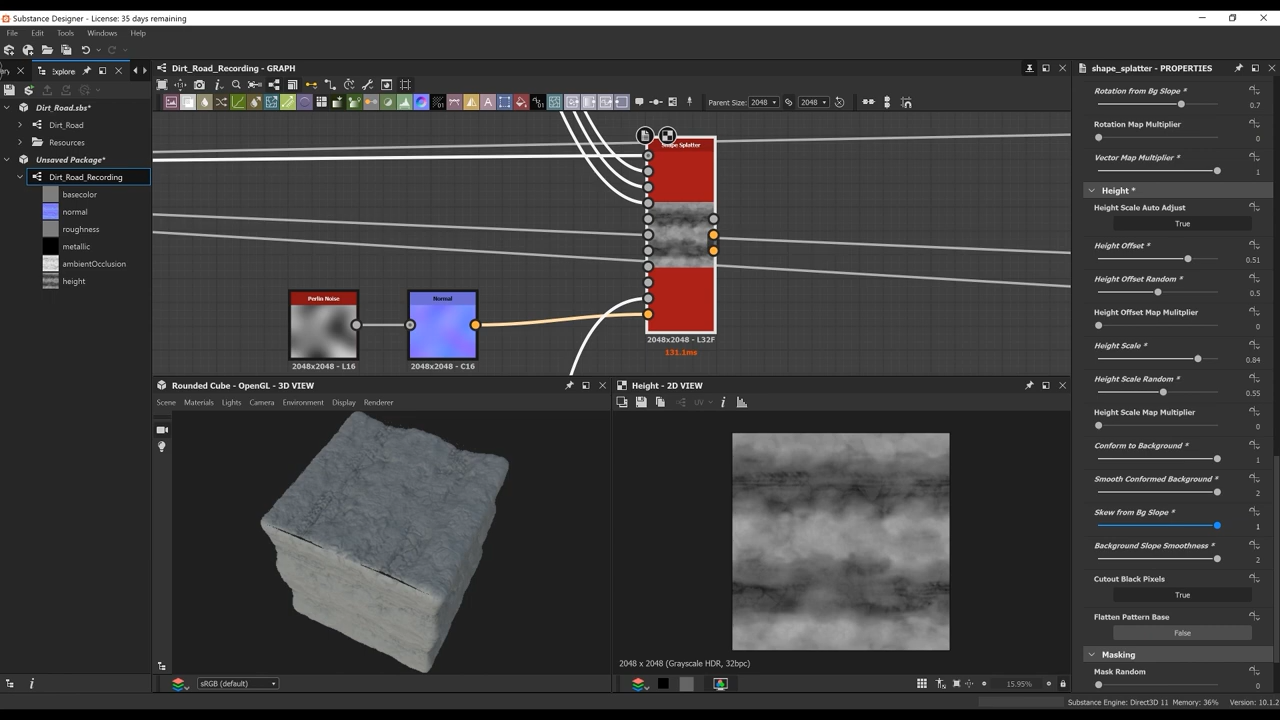 Substance Designer - License: 35 days remaining
File Edit Tools Windows Help
Explore
Dirt_Road.sbs*
Dirt_Road
Resources
Unsaved Package*
Dirt_Road_Recording
basecolor
normal
roughness
metallic
ambientOcclusion
height
Dirt_Road_Recording - GRAPH
Parent Size: 2048 2048
Shape Splatter
2048x2048 - L32F
131.1ms
Perlin Noise
2048x2048 - L16
Normal
2048x2048 - C16
Rounded Cube - OpenGL - 3D VIEW
Scene Materials Lights Camera Environment Display Renderer
sRGB (default)
Height - 2D VIEW
UV
2048 x 2048 (Grayscale HDR, 32bpc)
15.95%
shape_splatter - PROPERTIES
Rotation from Bg Slope *
0.7
Rotation Map Multiplier
0
Vector Map Multiplier *
1
Height *
Height Scale Auto Adjust
True
Height Offset *
0.51
Height Offset Random *
0.5
Height Offset Map Multiplier
0
Height Scale *
0.84
Height Scale Random *
0.55
Height Scale Map Multiplier
0
Conform to Background *
1
Smooth Conformed Background *
2
Skew from Bg Slope *
1
Background Slope Smoothness *
2
Cutout Black Pixels
True
Flatten Pattern Base
False
Masking
Mask Random
0
Substance Engine: Direct3D 11 Memory: 36% Version: 10.1.2